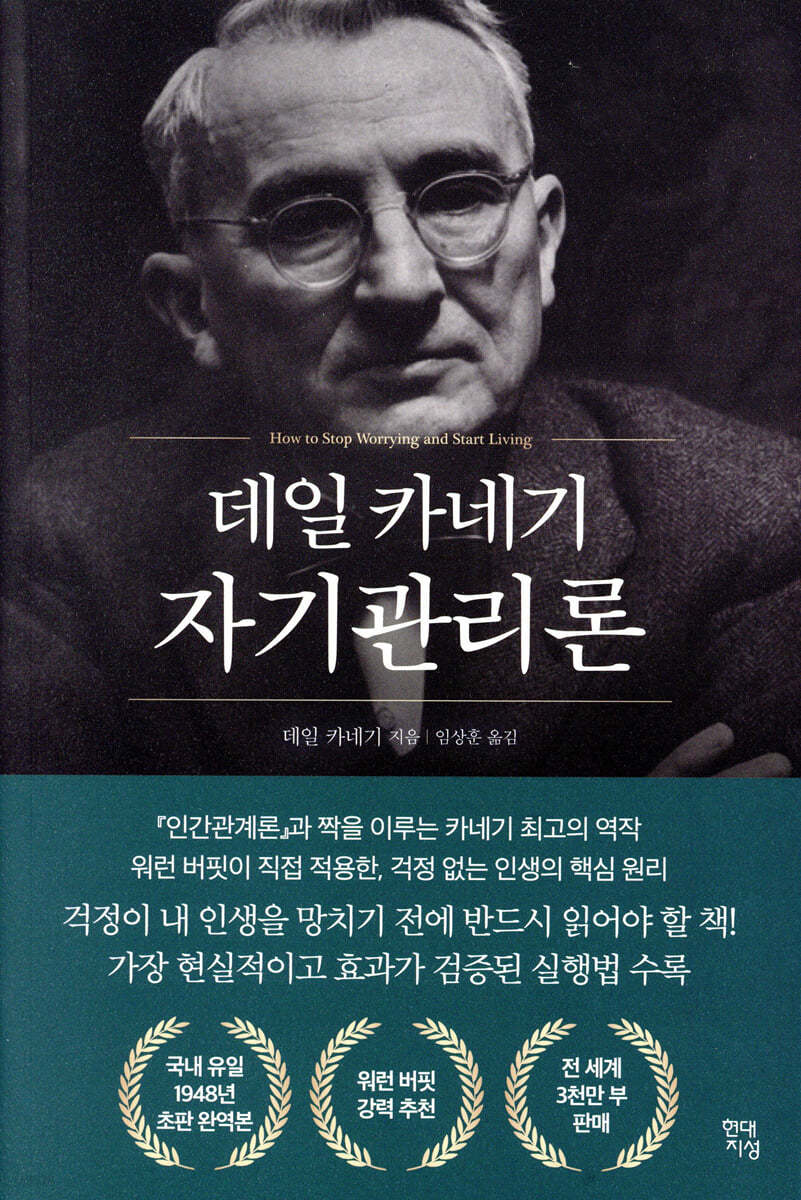 How to Stop Worrying and Start Living
데일 카네기
자기관리론
데일 카네기 지음 | 임상훈 옮김
『인간관계론』과 짝을 이루는 카네기 최고의 역작
워런 버핏이 직접 적용한, 걱정 없는 인생의 핵심 원리
걱정이 내 인생을 망치기 전에 반드시 읽어야 할 책!
가장 현실적이고 효과가 검증된 실행법 수록
국내 유일
1948년
초판 완역본
워런 버핏
강력 추천
전 세계
3천만 부
판매
현대
지성